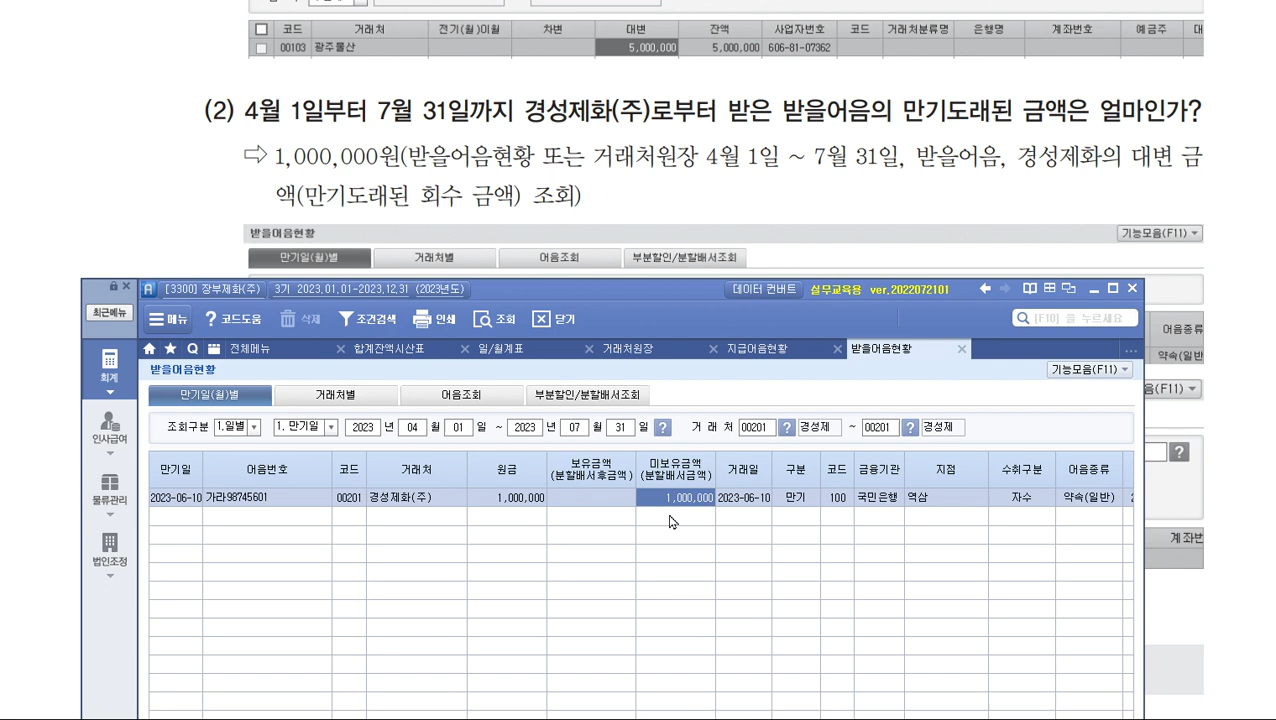 코드 거래처 전기(월)미월 차변 대변 잔액 사업자번호 코드 거래처분류명 은행명 계좌번호 예금주
00103 광주물산 5,000,000 5,000,000 606-81-07362
(2) 4월 1일부터 7월 31일까지 경성제화(주)로부터 받은 받을어음의 만기도래된 금액은 얼마인가?
⇨ 1,000,000원(받을어음현황 또는 거래처원장 4월 1일 ~ 7월 31일, 받을어음, 경성제화의 대변 금
액(만기도래된 회수 금액) 조회)
받을어음현황 기능모음(F11)
만기일(월)별 거래처별 어음조회 부분할인/분할배서조회
[3300] 장부제화(주) 3기 2023.01.01~2023.12.31 (2023년도) 데이터 컨버트 실무교육용 ver.2022072101
최근메뉴 메뉴 코드도움 삭제 조건검색 인쇄 조회 닫기 [F10] 을 누르세요
어음종류
전체메뉴 합계잔액시산표 일/월계표 거래처원장 지급어음현황 받을어음현황
약속(일반
받을어음현황 기능모음(F11)
회계
음(F11)
만기일(월)별 거래처별 어음조회 부분할인/분할배서조회
조회구분 1.일별 1. 만기일 2023 년 04 월 01 일 ~ 2023 년 07 월 31 일 ? 거 래 처 00201 ? 경성제 ~ 00201 ? 경성제
인사급여
만기일 어음번호 코드 거래처 원금 보유금액 (분할배서후금액) 미보유금액 (분할배서금액) 거래일 구분 코드 금융기관 지점 수취구분 어음종류
2023-06-10 가라98745601 00201 경성제화(주) 1,000,000 1,000,000 2023-06-10 만기 100 국민은행 역삼 자수 약속(일반)
물류관리
계좌번
법인조정